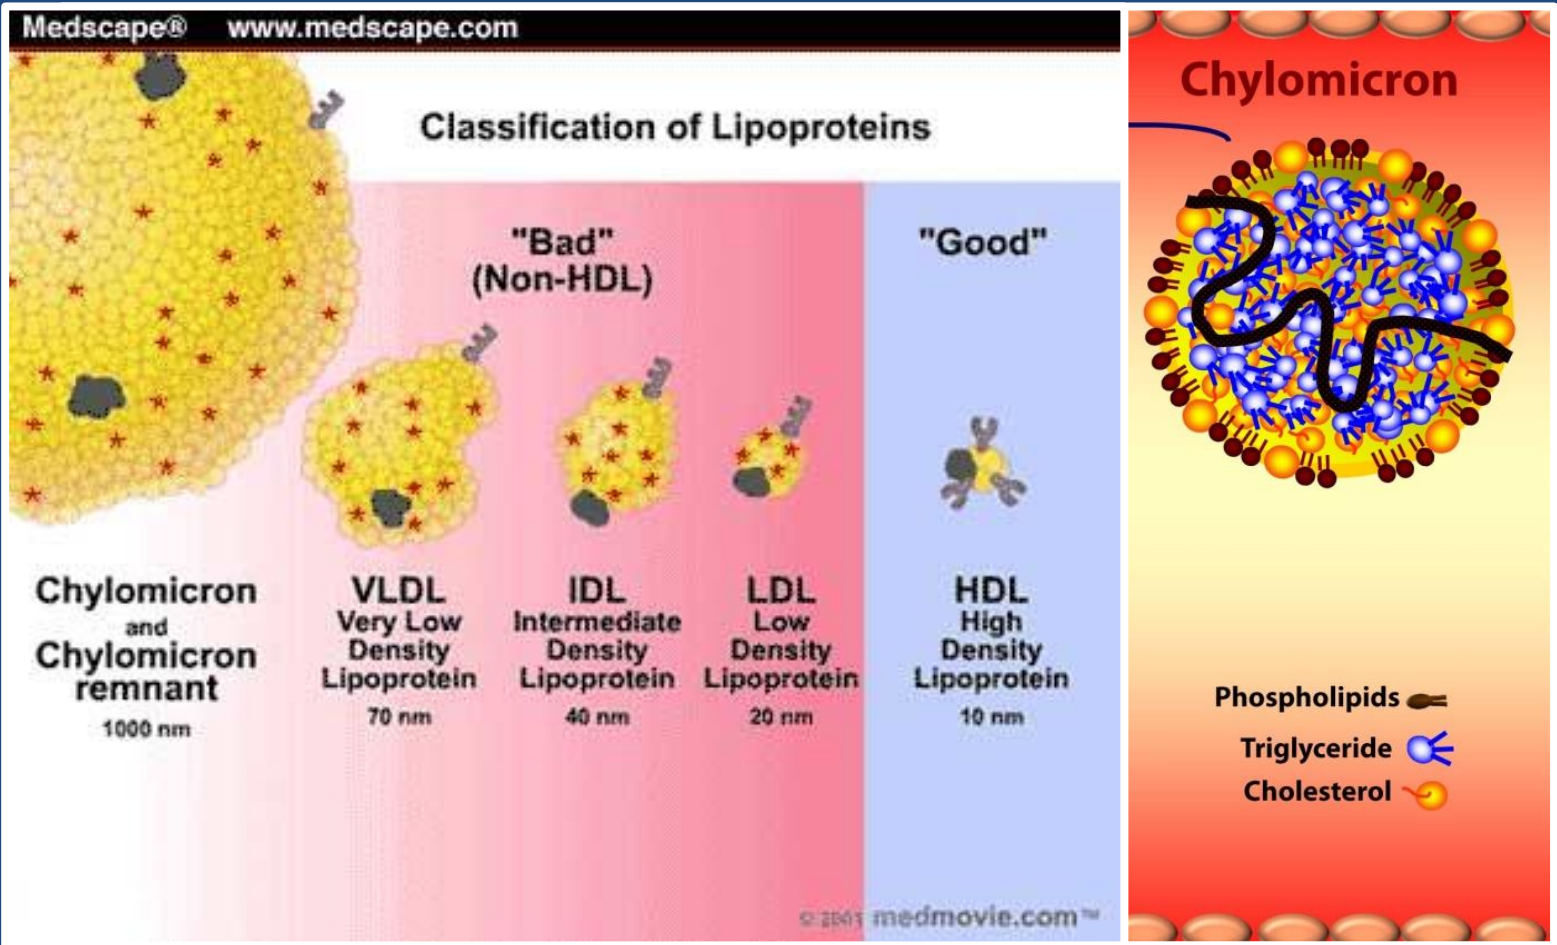 Medscape® www.medscape.com
Classification of Lipoproteins
"Bad"
(Non-HDL)
"Good"
Chylomicron
and
Chylomicron
remnant
1000 nm
VLDL
Very Low
Density
Lipoprotein
70 nm
IDL
Intermediate
Density
Lipoprotein
40 nm
LDL
Low
Density
Lipoprotein
20 nm
HDL
High
Density
Lipoprotein
10 nm
© 2001 medmovie.com™
Chylomicron
Phospholipids
Triglyceride
Cholesterol